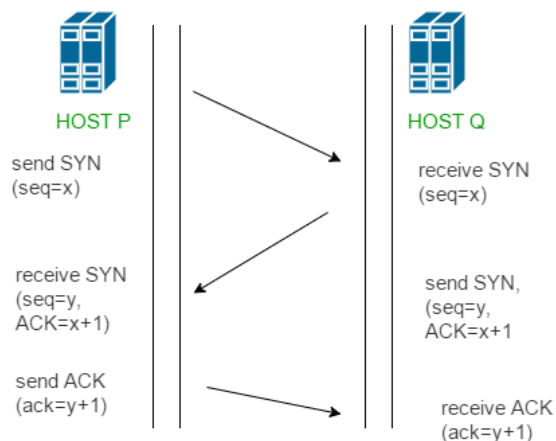 HOST P
HOST Q
send SYN
(seq=x)
receive SYN
(seq=x)
receive SYN
(seq=y,
ACK=x+1)
send SYN,
(seq=y,
ACK=x+1
send ACK
(ack=y+1)
receive ACK
(ack=y+1)